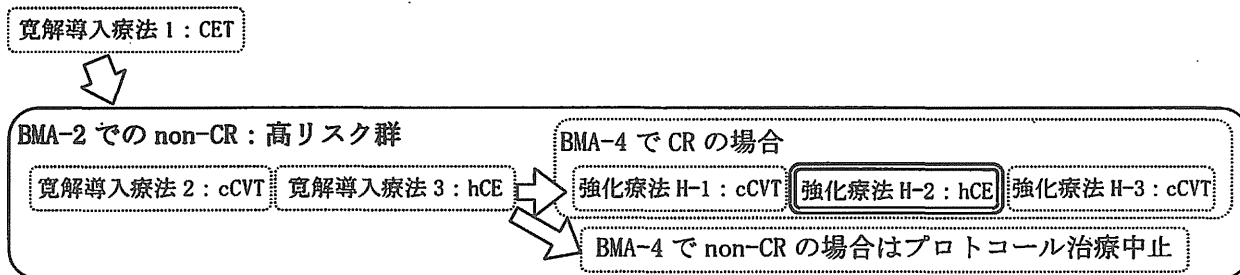 寛解導入療法 1 : CET
BMA-2 での non-CR : 高リスク群
BMA-4 で CR の場合
寛解導入療法 2 : cCVT
寛解導入療法 3 : hCE
強化療法 H-1 : cCVT
強化療法 H-2 : hCE
強化療法 H-3 : cCVT
BMA-4 で non-CR の場合はプロトコール治療中止